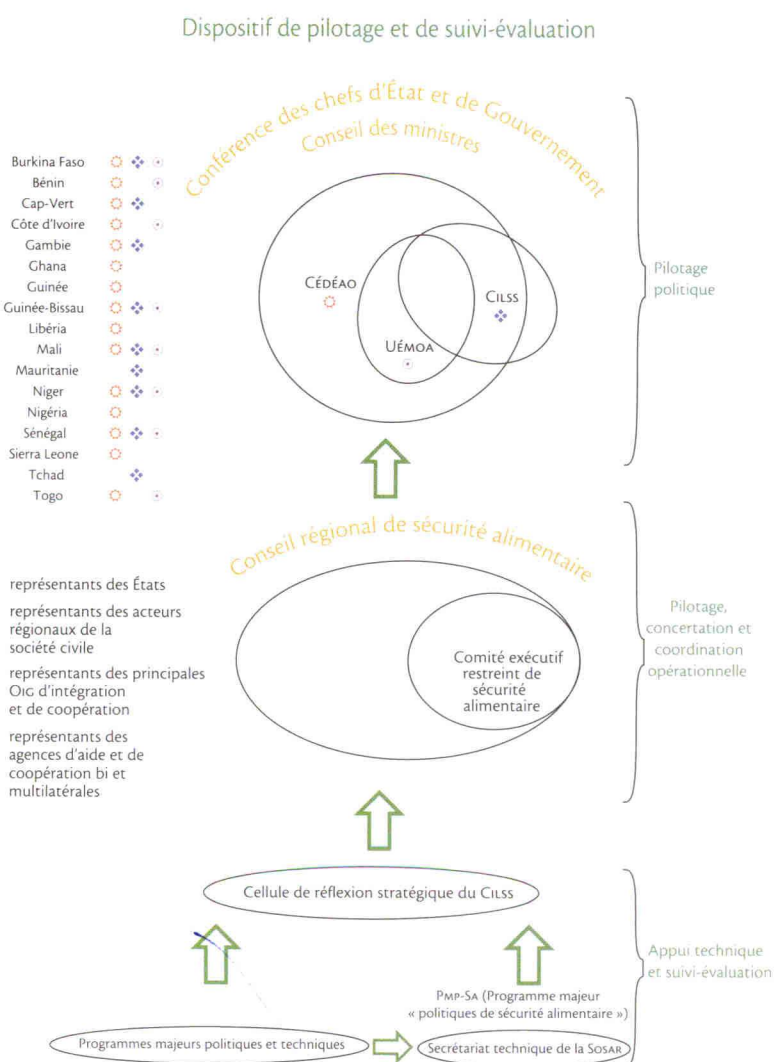 Dispositif de pilotage et de suivi-évaluation
Conférence des chefs d'État et de Gouvernement
Conseil des ministres
Burkina Faso
Bénin
Cap-Vert
Côte d'Ivoire
Gambie
Ghana
Guinée
Guinée-Bissau
Libéria
Mali
Mauritanie
Niger
Nigéria
Sénégal
Sierra Leone
Tchad
Togo
CÉDÉAO
CILSS
UÉMOA
Pilotage
politique
Conseil régional de sécurité alimentaire
représentants des États
représentants des acteurs
régionaux de la
société civile
représentants des principales
OIG d'intégration
et de coopération
représentants des
agences d'aide et de
coopération bi et
multilatérales
Comité exécutif
restreint de
sécurité
alimentaire
Pilotage,
concertation et
coordination
opérationnelle
Cellule de réflexion stratégique du CILSS
PMP-SA (Programme majeur
« politiques de sécurité alimentaire »)
Programmes majeurs politiques et techniques
Secrétariat technique de la SOSAR
Appui technique
et suivi-évaluation